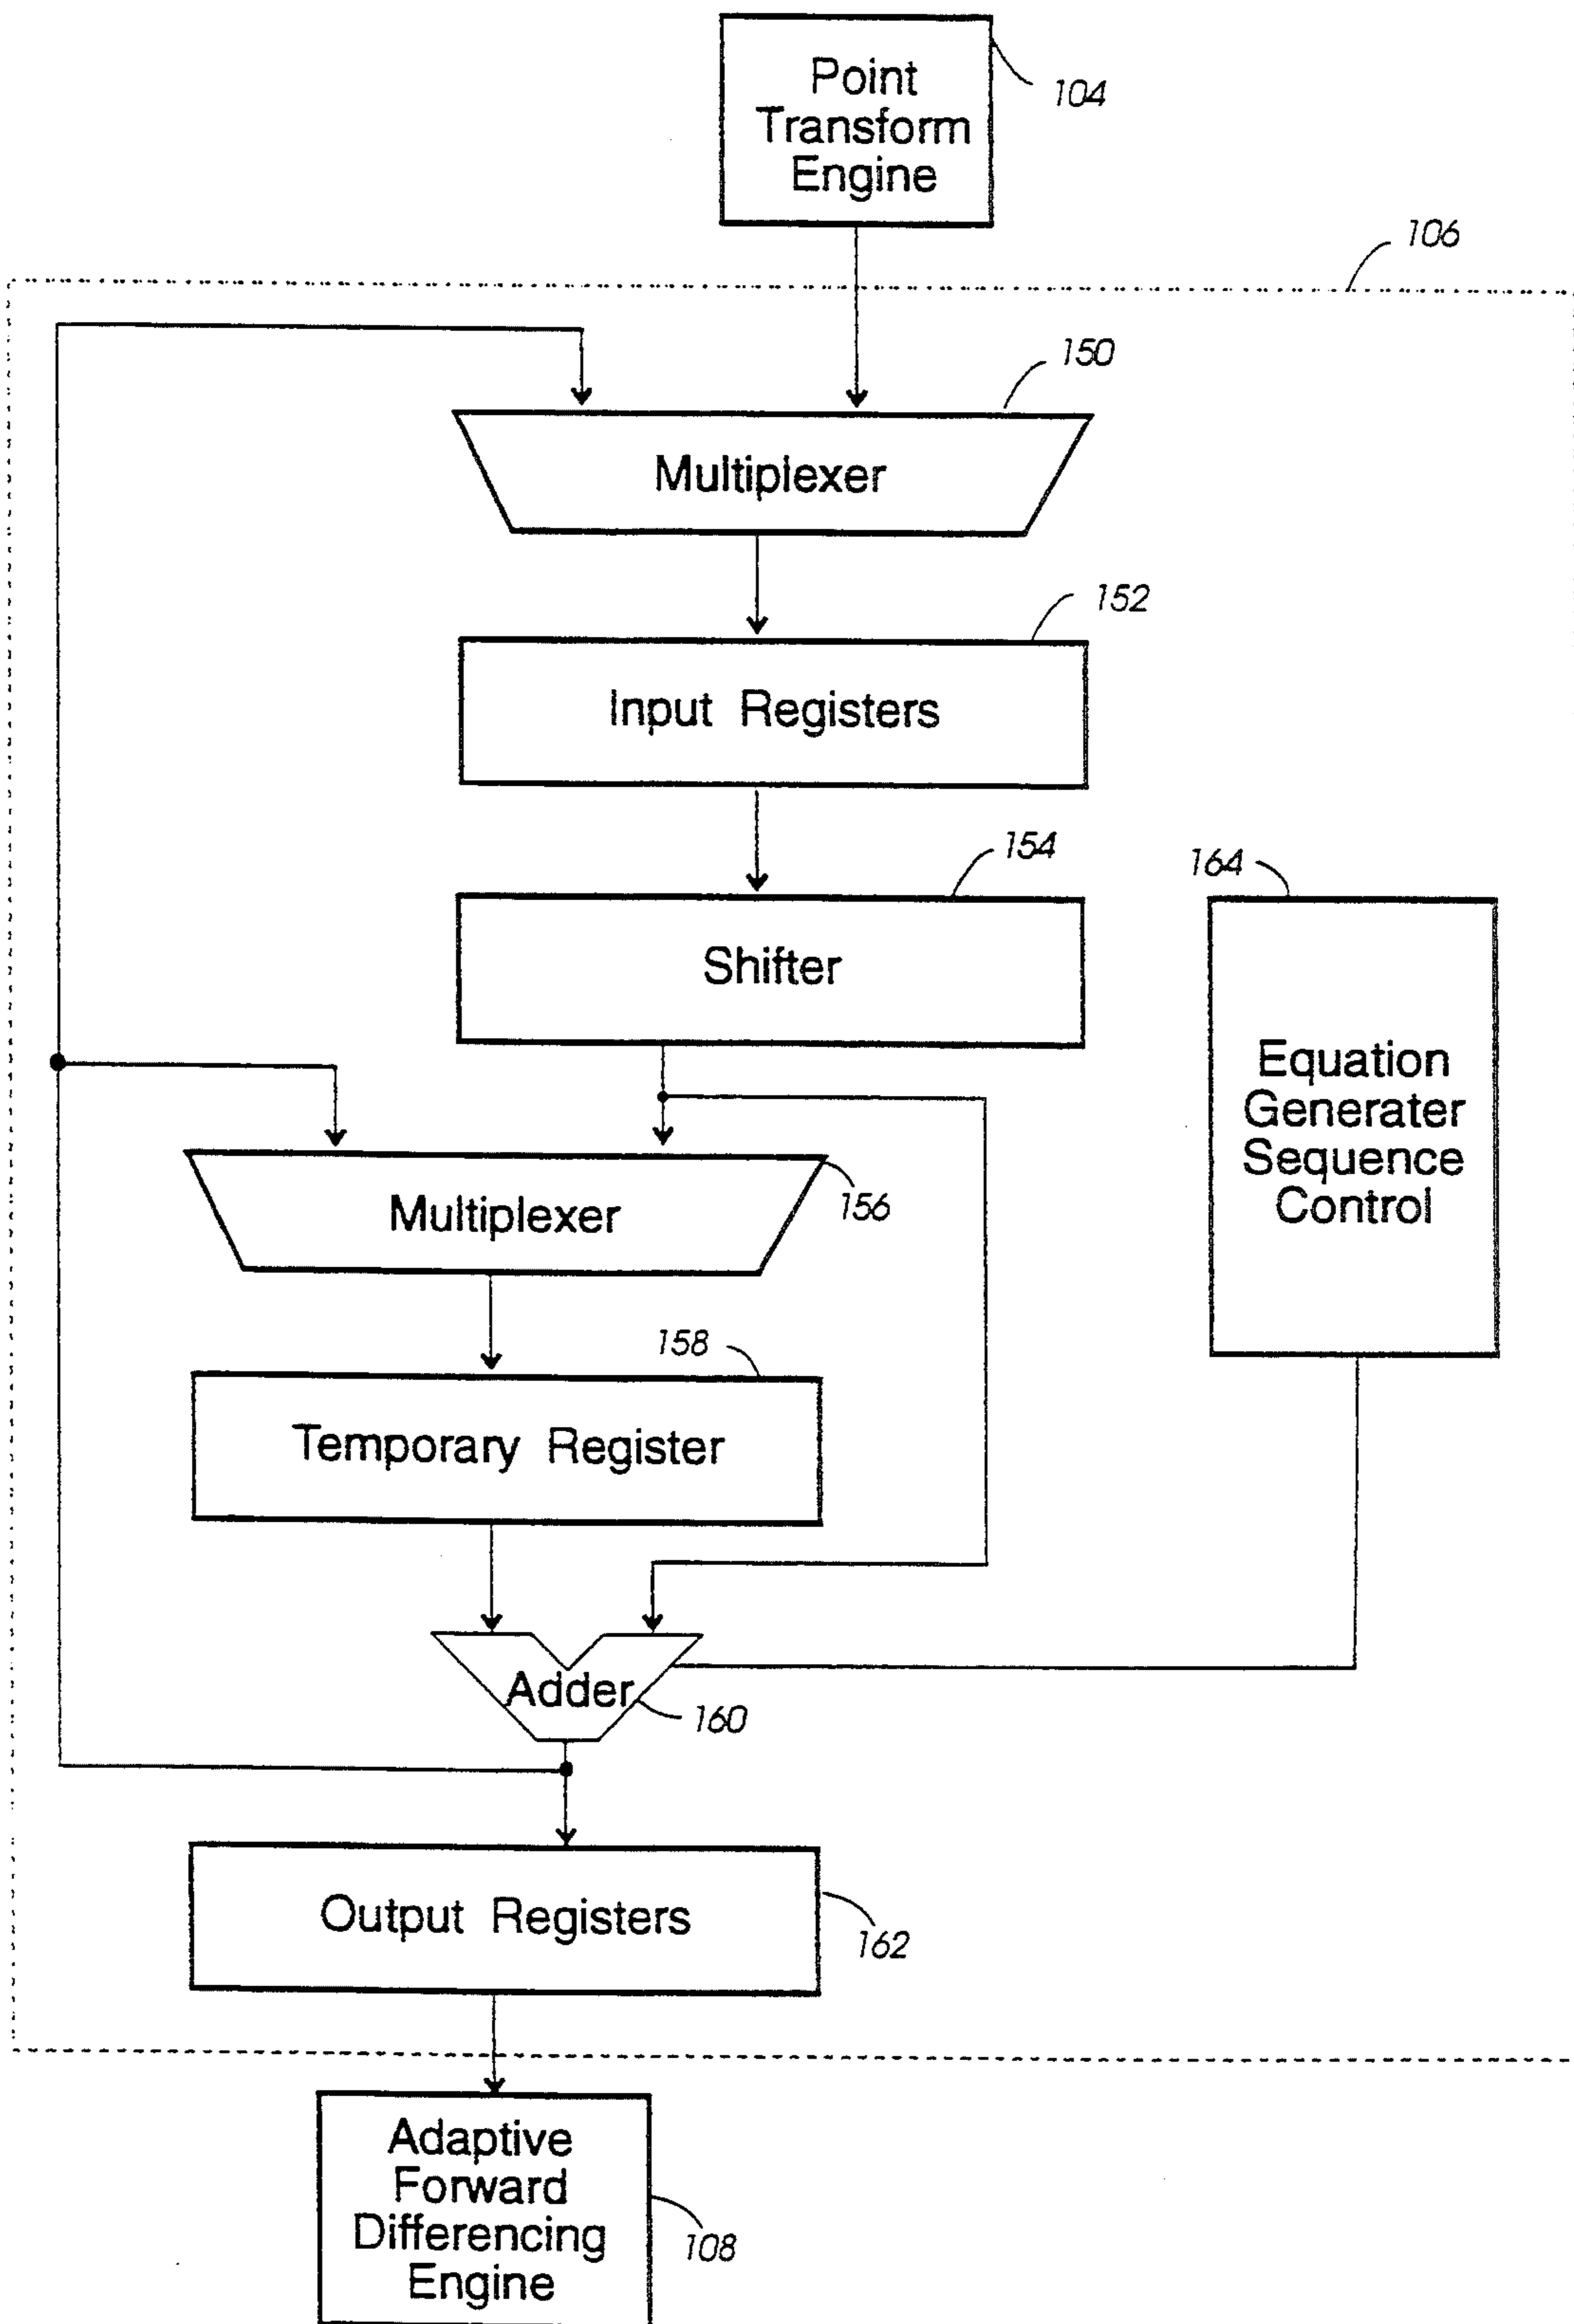 Point
Transform
Engine
104
106
150
Multiplexer
152
Input Registers
154
Shifter
164
Equation
Generater
Sequence
Control
Multiplexer
156
158
Temporary Register
Adder
160
Output Registers
162
Adaptive
Forward
Differencing
Engine
108